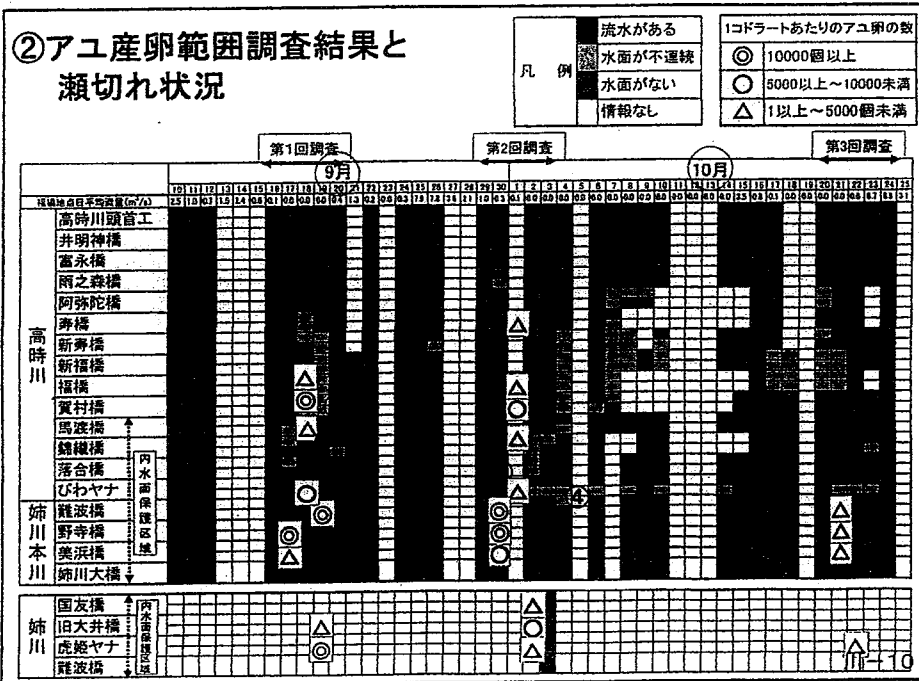 ②アユ産卵範囲調査結果と
瀬切れ状況
凡 例
流水がある
水面が不連続
水面がない
情報なし
1コドラートあたりのアユ卵の数
◎ 10000個以上
○ 5000以上～10000未満
△ 1以上～5000個未満
第1回調査
第2回調査
第3回調査
9月
10月
10 11 12 13 14 15 16 17 18 19 20 21 22 23 24 25 26 27 28 29 30 1 2 3 4 5 6 7 8 9 10 11 12 13 14 15 16 17 18 19 20 21 22 23 24 25
高時川
高時川頭首工
井明神橋
富永橋
雨之森橋
阿弥陀橋
寿橋
新寿橋
新福橋
福橋
賀村橋
馬渡橋
錦織橋
落合橋
びわヤナ
内水面保護区域
④
姉川本川
難波橋
野寺橋
美浜橋
姉川大橋
姉川
国友橋
旧大井橋
虎姫ヤナ
難波橋
内水面保護区域
川-10